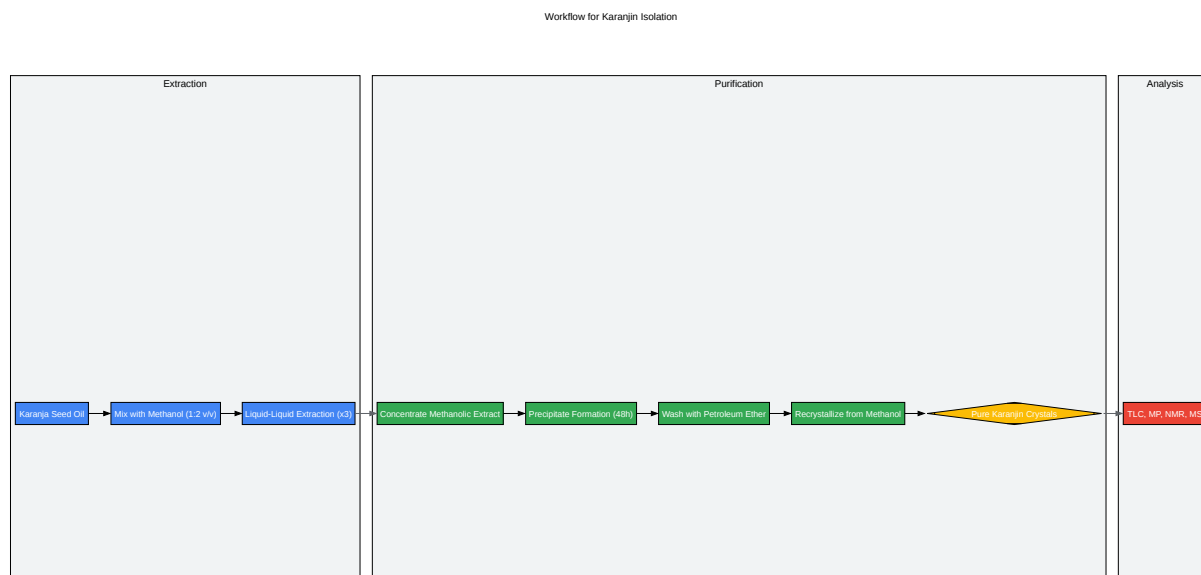 Workflow for Karanjin Isolation
Extraction
Purification
Analysis
Karanja Seed Oil
Mix with Methanol (1:2 v/v)
Liquid-Liquid Extraction (x3)
Concentrate Methanolic Extract
Precipitate Formation (48h)
Wash with Petroleum Ether
Recrystallize from Methanol
Pure Karanjin Crystals
TLC, MP, NMR, MS